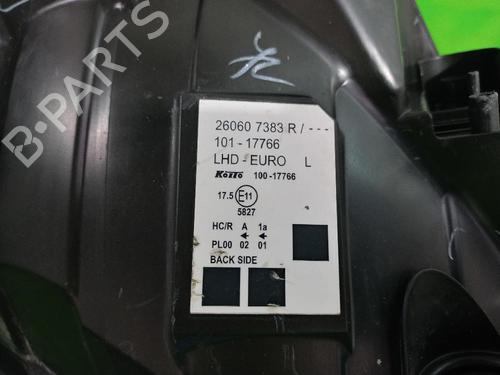 B-PARTS
26060 7383 R / - - -
101 - 17766
LHD - EURO L
KOITO 100-17766
17.5 E11
5827
HC/R A 1a
← ←
PL00 02 01
BACK SIDE